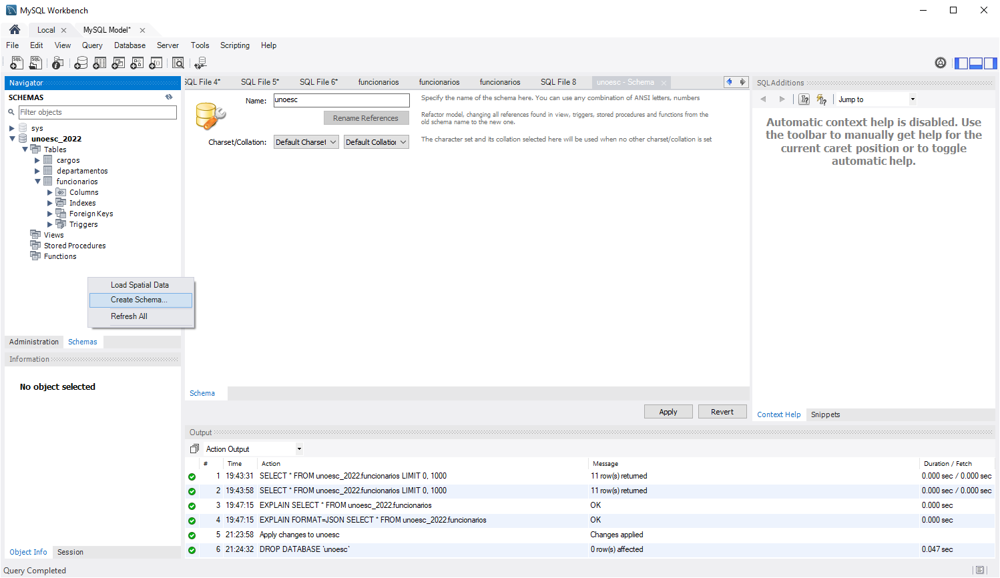 MySQL Workbench
Local
MySQL Model*
File Edit View Query Database Server Tools Scripting Help
Navigator
SCHEMAS
Filter objects
sys
unoesc_2022
Tables
cargos
departamentos
funcionarios
Columns
Indexes
Foreign Keys
Triggers
Views
Stored Procedures
Functions
Load Spatial Data
Create Schema...
Refresh All
Administration Schemas
Information
No object selected
Object Info Session
SQL File 4* SQL File 5* SQL File 6* funcionarios funcionarios funcionarios SQL File 8 unoesc - Schema
Name: unoesc
Specify the name of the schema here. You can use any combination of ANSI letters, numbers
Rename References
Refactor model, changing all references found in view, triggers, stored procedures and functions from the
old schema name to the new one.
Charset/Collation: Default Charset Default Collation
The character set and its collation selected here will be used when no other charset/collation is set
Schema
Apply Revert
SQLAdditions
Jump to
Automatic context help is disabled. Use
the toolbar to manually get help for the
current caret position or to toggle
automatic help.
Context Help Snippets
Output
Action Output
# Time Action Message Duration / Fetch
1 19:43:31 SELECT * FROM unoesc_2022.funcionarios LIMIT 0, 1000 11 row(s) returned 0.000 sec / 0.000 sec
2 19:43:58 SELECT * FROM unoesc_2022.funcionarios LIMIT 0, 1000 11 row(s) returned 0.000 sec / 0.000 sec
3 19:47:15 EXPLAIN SELECT * FROM unoesc_2022.funcionarios OK 0.000 sec
4 19:47:15 EXPLAIN FORMAT=JSON SELECT * FROM unoesc_2022.funcionarios OK 0.000 sec
5 21:23:58 Apply changes to unoesc Changes applied
6 21:24:32 DROP DATABASE `unoesc` 0 row(s) affected 0.047 sec
Query Completed